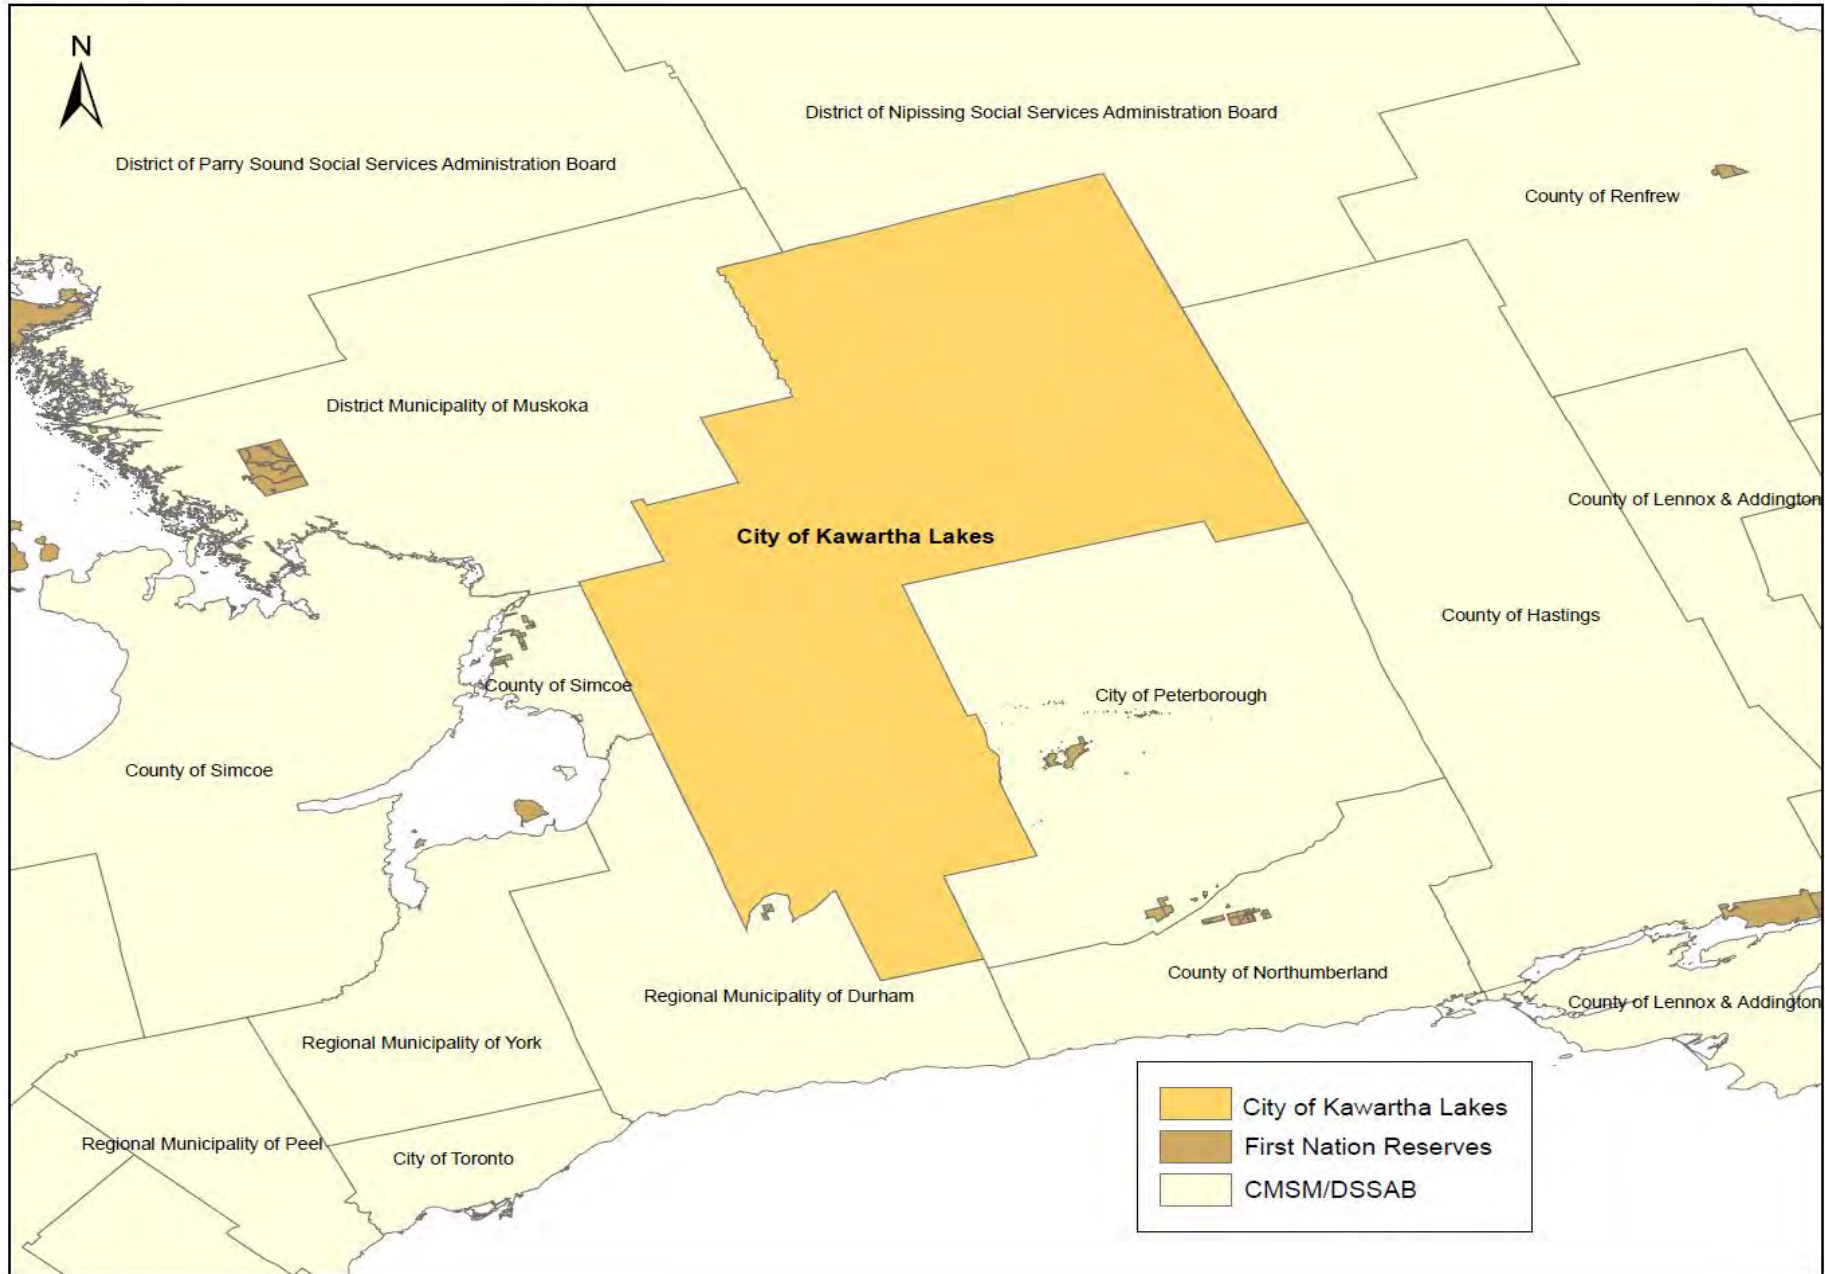 N
District of Nipissing Social Services Administration Board
District of Parry Sound Social Services Administration Board
County of Renfrew
District Municipality of Muskoka
County of Lennox & Addington
City of Kawartha Lakes
County of Hastings
County of Simcoe
City of Peterborough
County of Simcoe
County of Northumberland
Regional Municipality of Durham
County of Lennox & Addington
Regional Municipality of York
Regional Municipality of Peel
City of Toronto
City of Kawartha Lakes
First Nation Reserves
CMSM/DSSAB